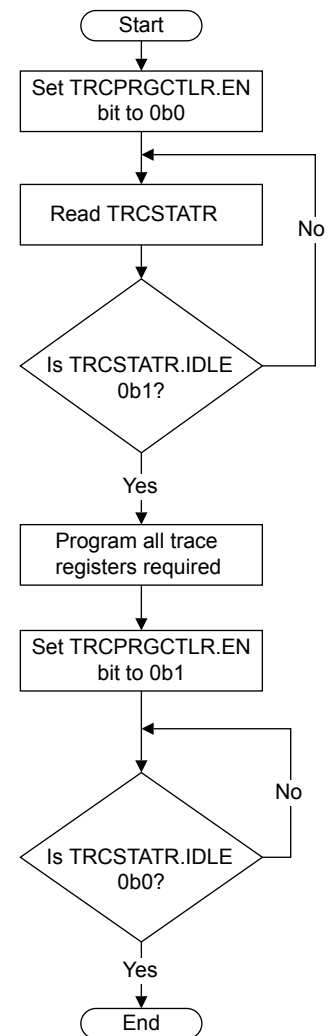 Start
Set TRCPRGCTLR.EN
bit to 0b0
Read TRCSTATR
No
Is TRCSTATR.IDLE
0b1?
Yes
Program all trace
registers required
Set TRCPRGCTLR.EN
bit to 0b1
No
Is TRCSTATR.IDLE
0b0?
Yes
End